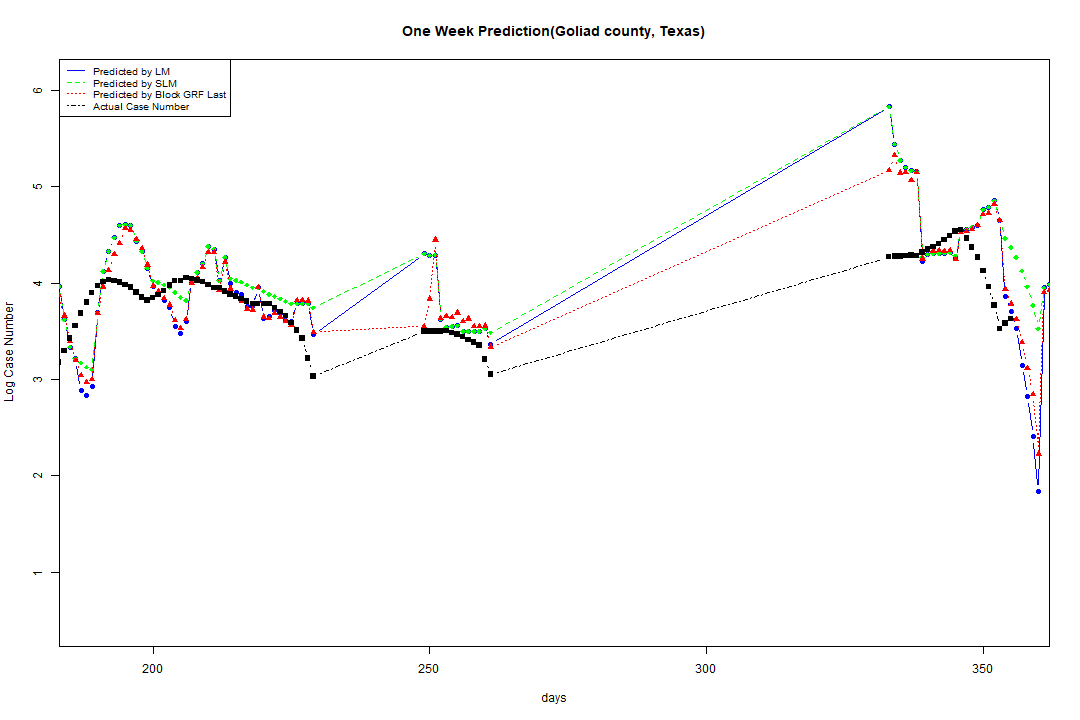 One Week Prediction(Goliad county, Texas)
Predicted by LM
Predicted by SLM
Predicted by Block GRF Last
Actual Case Number
6
5
4
3
2
1
Log Case Number
200 250 300 350
days